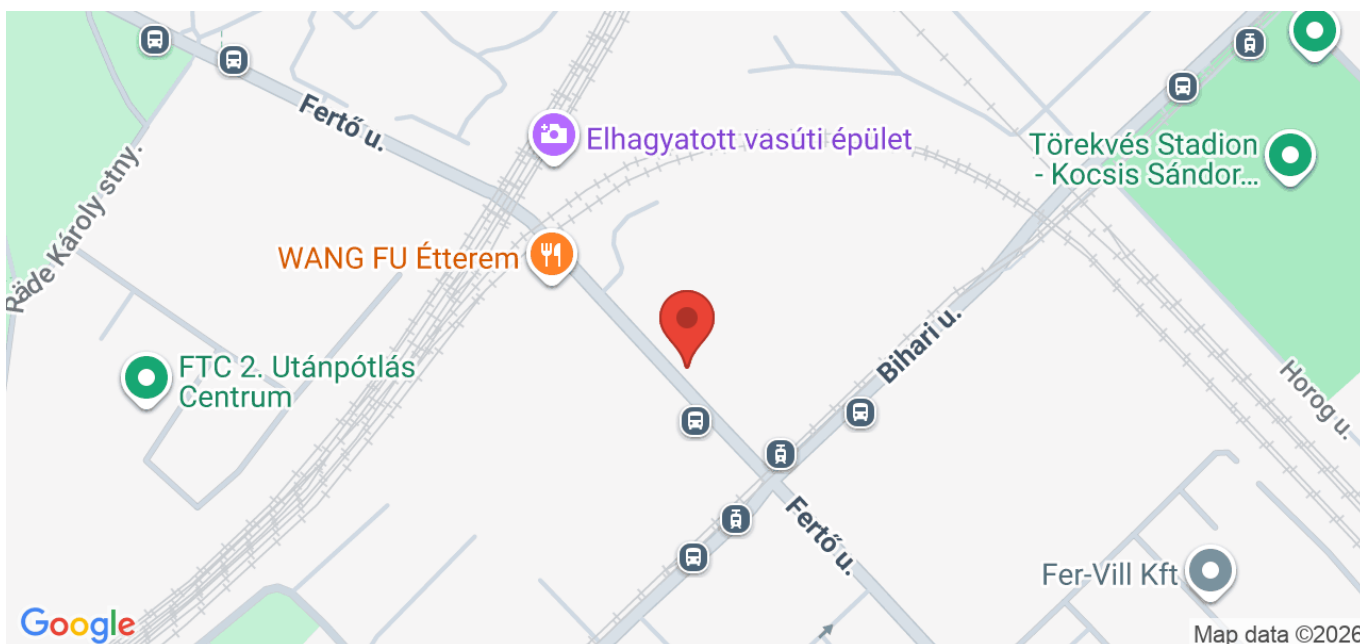 Fertő u.
Elhagyatott vasúti épület
Törekvés Stadion
- Kocsis Sándor...
Räde Károly stny.
WANG FU Étterem
Bihari u.
FTC 2. Utánpótlás
Centrum
Horog u.
Fertő u.
Fer-Vill Kft
Google
Map data ©2026